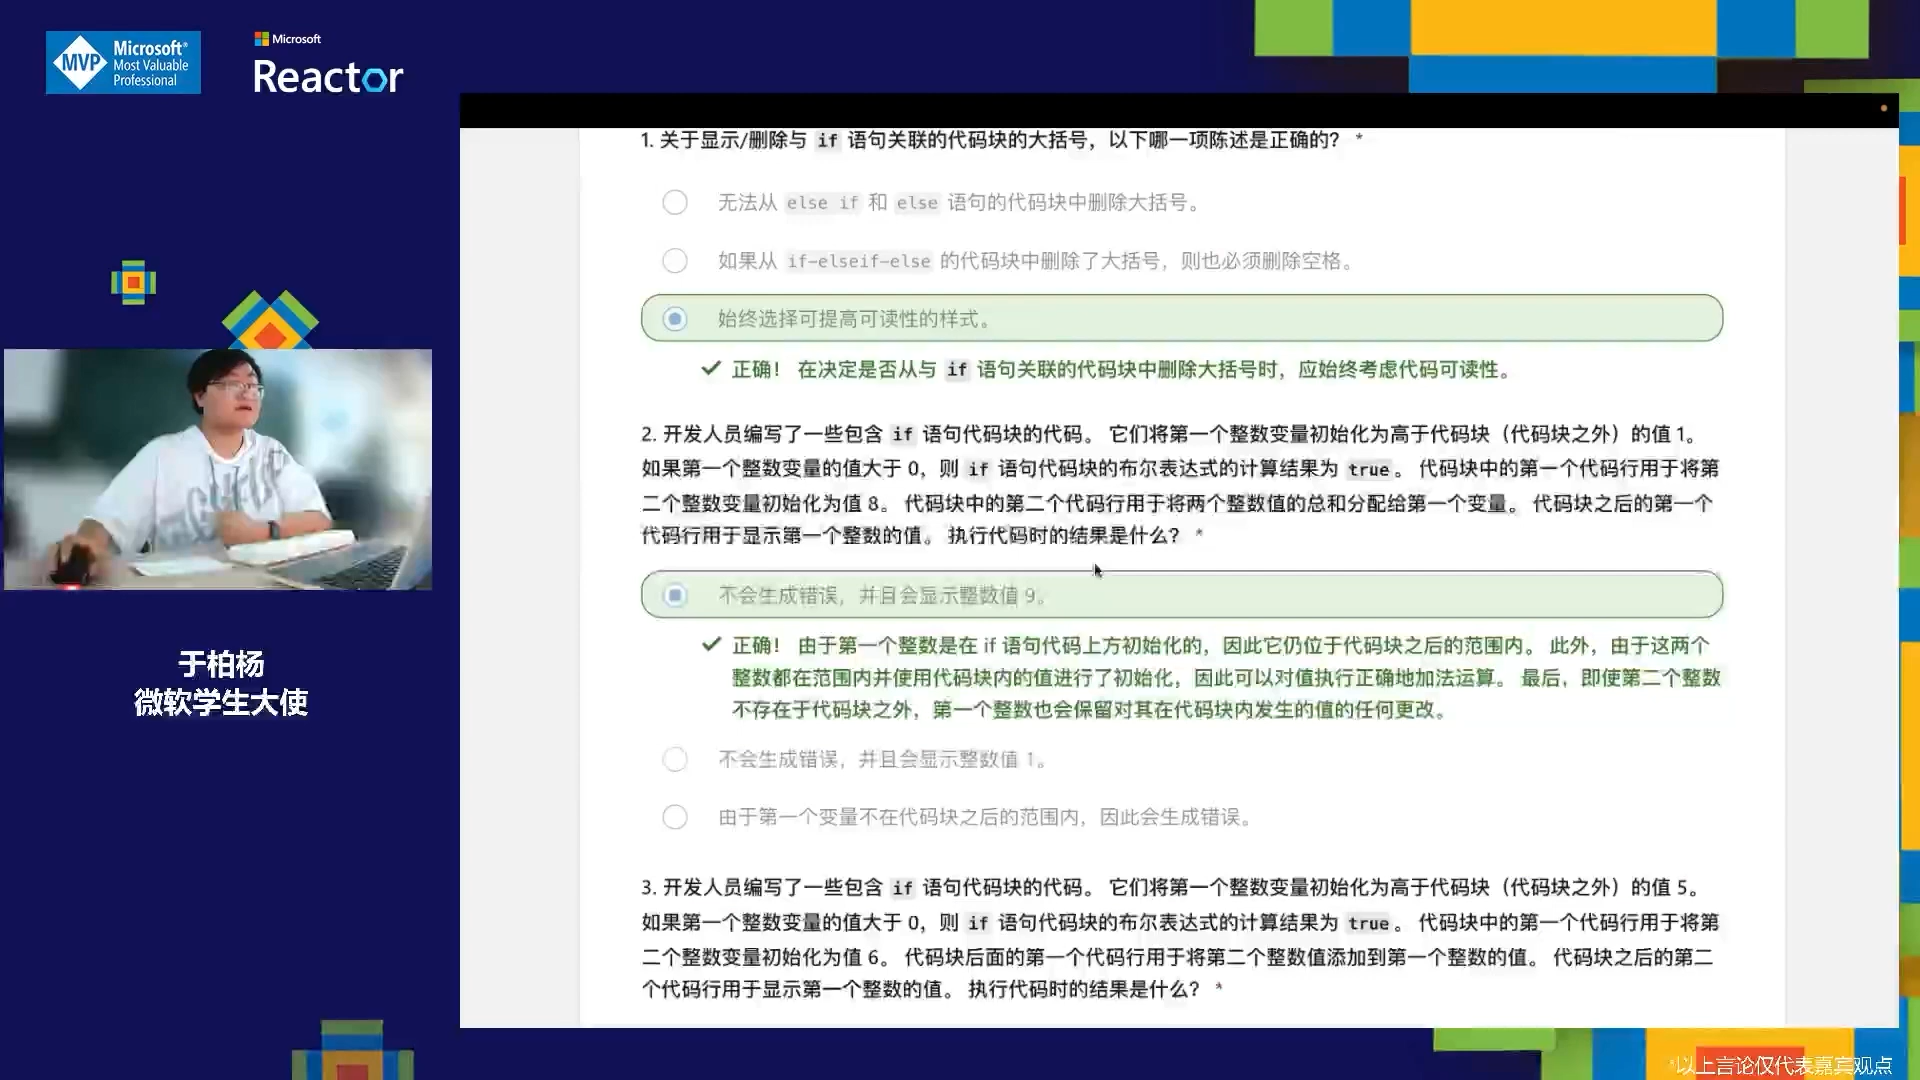 MVP
Microsoft®
Most Valuable
Professional
Microsoft
Reactor
1. 关于显示/删除与 if 语句关联的代码块的大括号，以下哪一项陈述是正确的？ *
无法从 else if 和 else 语句的代码块中删除大括号。
如果从 if-elseif-else 的代码块中删除了大括号，则也必须删除空格。
始终选择可提高可读性的样式。
正确！ 在决定是否从与 if 语句关联的代码块中删除大括号时，应始终考虑代码可读性。
2. 开发人员编写了一些包含 if 语句代码块的代码。 它们将第一个整数变量初始化为高于代码块（代码块之外）的值 1。
如果第一个整数变量的值大于 0，则 if 语句代码块的布尔表达式的计算结果为 true。 代码块中的第一个代码行用于将第
二个整数变量初始化为值 8。 代码块中的第二个代码行用于将两个整数值的总和分配给第一个变量。 代码块之后的第一个
代码行用于显示第一个整数的值。 执行代码时的结果是什么？ *
不会生成错误，并且会显示整数值 9。
正确！ 由于第一个整数是在 if 语句代码上方初始化的，因此它仍位于代码块之后的范围内。 此外，由于这两个
整数都在范围内并使用代码块内的值进行了初始化，因此可以对值执行正确地加法运算。 最后，即使第二个整数
不存在于代码块之外，第一个整数也会保留对其在代码块内发生的值的任何更改。
不会生成错误，并且会显示整数值 1。
由于第一个变量不在代码块之后的范围内，因此会生成错误。
3. 开发人员编写了一些包含 if 语句代码块的代码。 它们将第一个整数变量初始化为高于代码块（代码块之外）的值 5。
如果第一个整数变量的值大于 0，则 if 语句代码块的布尔表达式的计算结果为 true。 代码块中的第一个代码行用于将第
二个整数变量初始化为值 6。 代码块后面的第一个代码行用于将第二个整数值添加到第一个整数的值。 代码块之后的第二
个代码行用于显示第一个整数的值。 执行代码时的结果是什么？ *
于柏杨
微软学生大使
*以上言论仅代表嘉宾观点